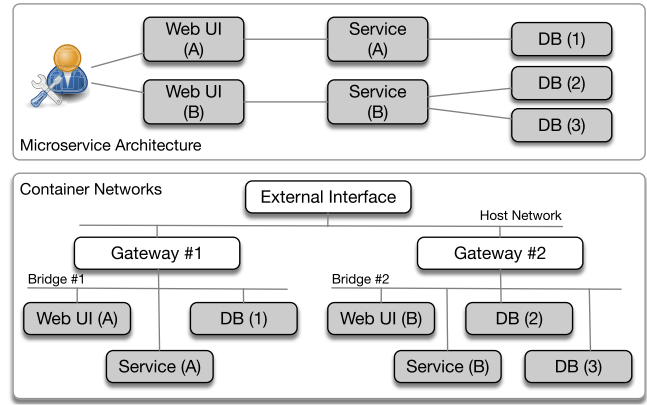 Web UI
(A)
Service
(A)
DB (1)
Web UI
(B)
Service
(B)
DB (2)
DB (3)
Microservice Architecture
Container Networks
External Interface
Host Network
Gateway #1
Gateway #2
Bridge #1
Bridge #2
Web UI (A)
DB (1)
Web UI (B)
DB (2)
Service (A)
Service (B)
DB (3)